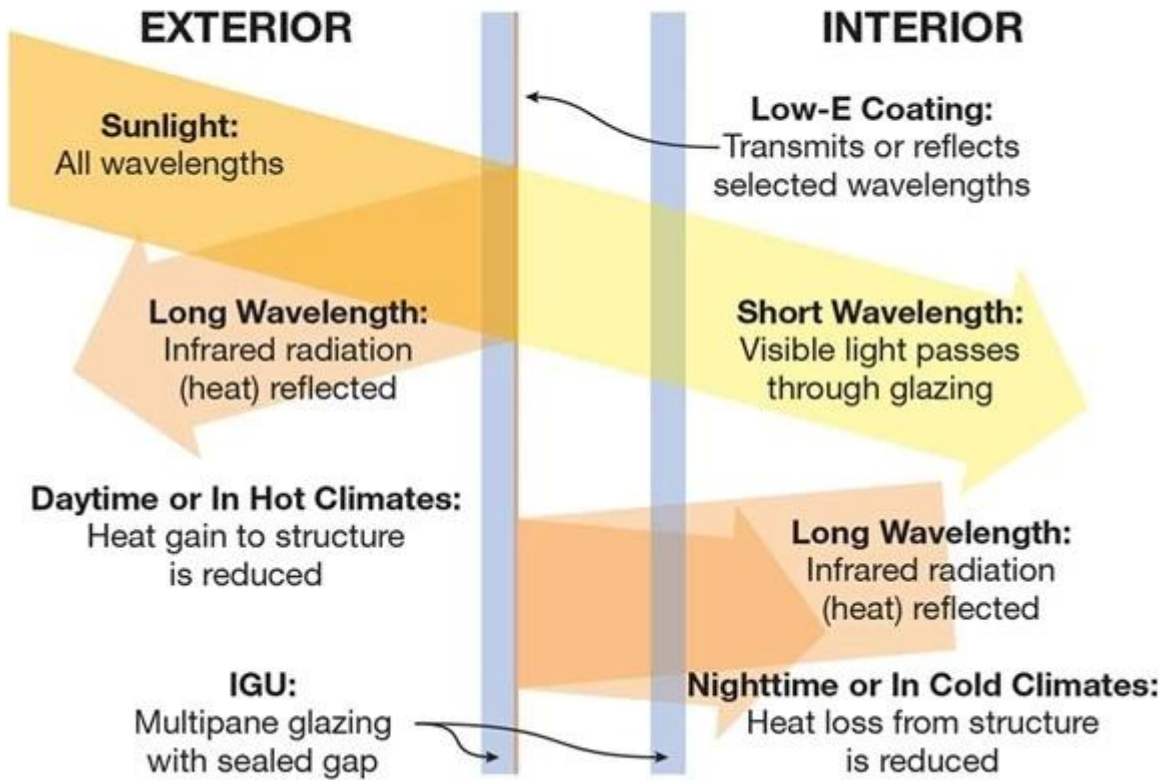 EXTERIOR
INTERIOR
Sunlight:
All wavelengths
Low-E Coating:
Transmits or reflects
selected wavelengths
Long Wavelength:
Infrared radiation
(heat) reflected
Short Wavelength:
Visible light passes
through glazing
Daytime or In Hot Climates:
Heat gain to structure
is reduced
Long Wavelength:
Infrared radiation
(heat) reflected
IGU:
Multipane glazing
with sealed gap
Nighttime or In Cold Climates:
Heat loss from structure
is reduced